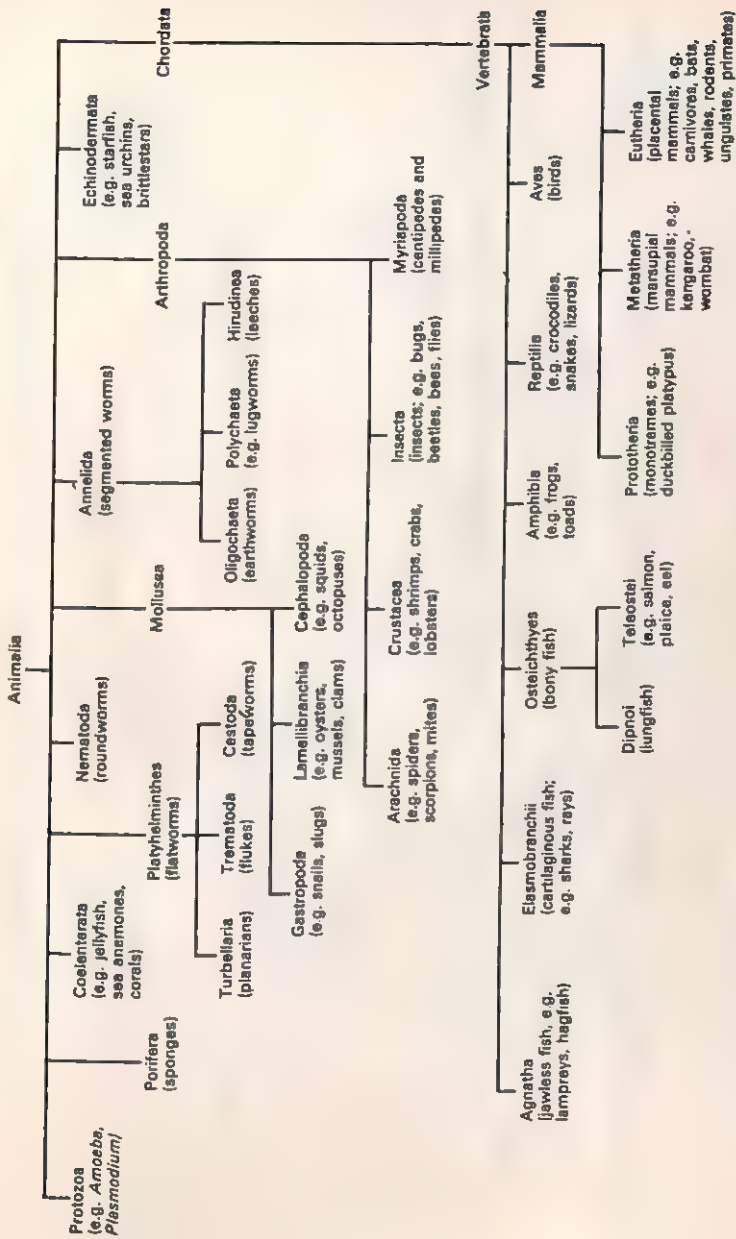 Animalia
Protozoa
(e.g. Amoeba,
Plasmodium)
Porifera
(sponges)
Coelenterata
(e.g. jellyfish,
sea anemones,
corals)
Platyhelminthes
(flatworms)
Nematoda
(roundworms)
Mollusca
Annelida
(segmented worms)
Arthropoda
Echinodermata
(e.g. starfish,
sea urchins,
brittlestars)
Chordata
Turbellaria
(planarians)
Trematoda
(flukes)
Cestoda
(tapeworms)
Oligochaeta
(earthworms)
Polychaeta
(e.g. lugworms)
Hirudinea
(leeches)
Gastropoda
(e.g. snails, slugs)
Lamellibranchia
(e.g. oysters,
mussels, clams)
Cephalopoda
(e.g. squids,
octopuses)
Arachnida
(e.g. spiders,
scorpions, mites)
Crustacea
(e.g. shrimps, crabs,
lobsters)
Insecta
(insects; e.g. bugs,
beetles, bees, flies)
Myriapoda
(centipedes and
millipedes)
Vertebrata
Agnatha
(jawless fish, e.g.
lampreys, hagfish)
Elasmobranchii
(cartilaginous fish;
e.g. sharks, rays)
Osteichthyes
(bony fish)
Amphibia
(e.g. frogs,
toads)
Reptilia
(e.g. crocodiles,
snakes, lizards)
Aves
(birds)
Mammalia
Dipnoi
(lungfish)
Teleostei
(e.g. salmon,
plaice, eel)
Prototheria
(monotremes; e.g.
duckbilled platypus)
Metatheria
(marsupial
mammals; e.g.
kangaroo, -
wombat)
Eutheria
(placental
mammals; e.g.
carnivores, bats,
whales, rodents,
ungulates, primates)